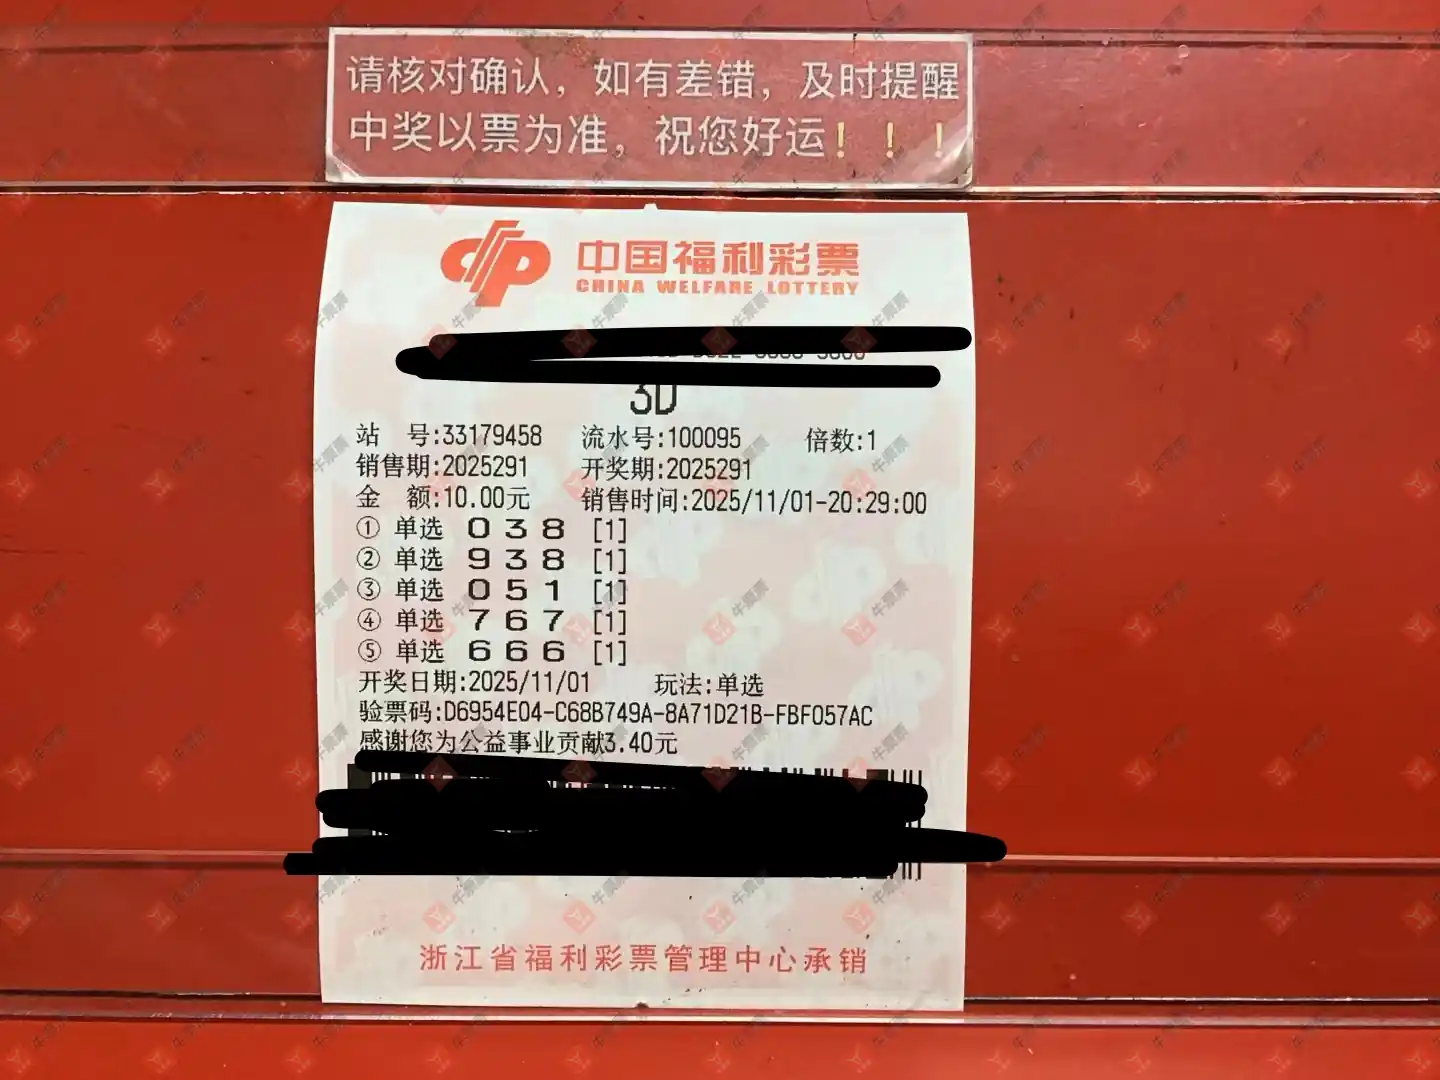 请核对确认，如有差错，及时提醒
中奖以票为准，祝您好运！！！
中国福利彩票
CHINA WELFARE LOTTERY
3D
站 号:33179458 流水号:100095 倍数:1
销售期:2025291 开奖期:2025291
金 额:10.00元 销售时间:2025/11/01-20:29:00
① 单选 0 3 8 [1]
② 单选 9 3 8 [1]
③ 单选 0 5 1 [1]
④ 单选 7 6 7 [1]
⑤ 单选 6 6 6 [1]
开奖日期:2025/11/01 玩法:单选
验票码:D6954E04-C68B749A-8A71D21B-FBF057AC
感谢您为公益事业贡献3.40元
浙江省福利彩票管理中心承销
牛票票